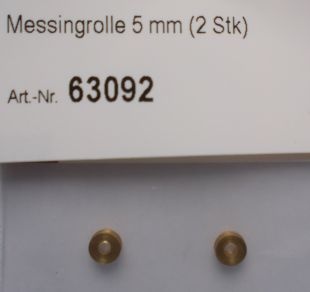 Messingrolle 5 mm (2 Stk)
Art.-Nr. 63092